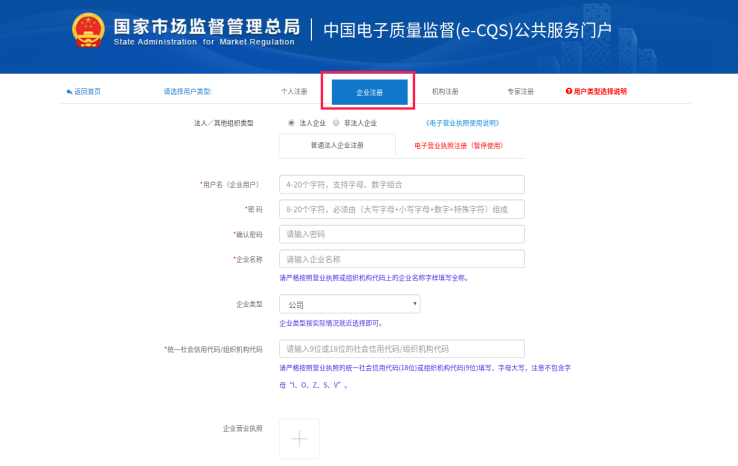 国家市场监督管理总局
State Administration for Market Regulation
中国电子质量监督(e-CQS)公共服务门户
返回首页 请选择用户类型: 个人注册 企业注册 机构注册 专家注册 用户类型选择说明
法人／其他组织类型 法人企业 非法人企业 《电子营业执照使用说明》
普通法人企业注册 电子营业执照注册（暂停使用）
*用户名（企业用户） 4-20个字符，支持字母、数字组合
*密 码 8-20个字符，必须由（大写字母+小写字母+数字+特殊字符）组成
*确认密码 请输入密码
*企业名称 请输入企业名称
请严格按照营业执照或组织机构代码上的企业名称字样填写全称。
企业类型 公司
企业类型按实际情况就近选择即可。
*统一社会信用代码/组织机构代码 请输入9位或18位的社会信用代码/组织机构代码
请严格按照营业执照的统一社会信用代码(18位)或组织机构代码(9位)填写，字母大写，注意不包含字
母“I、O、Z、S、V”。
企业营业执照